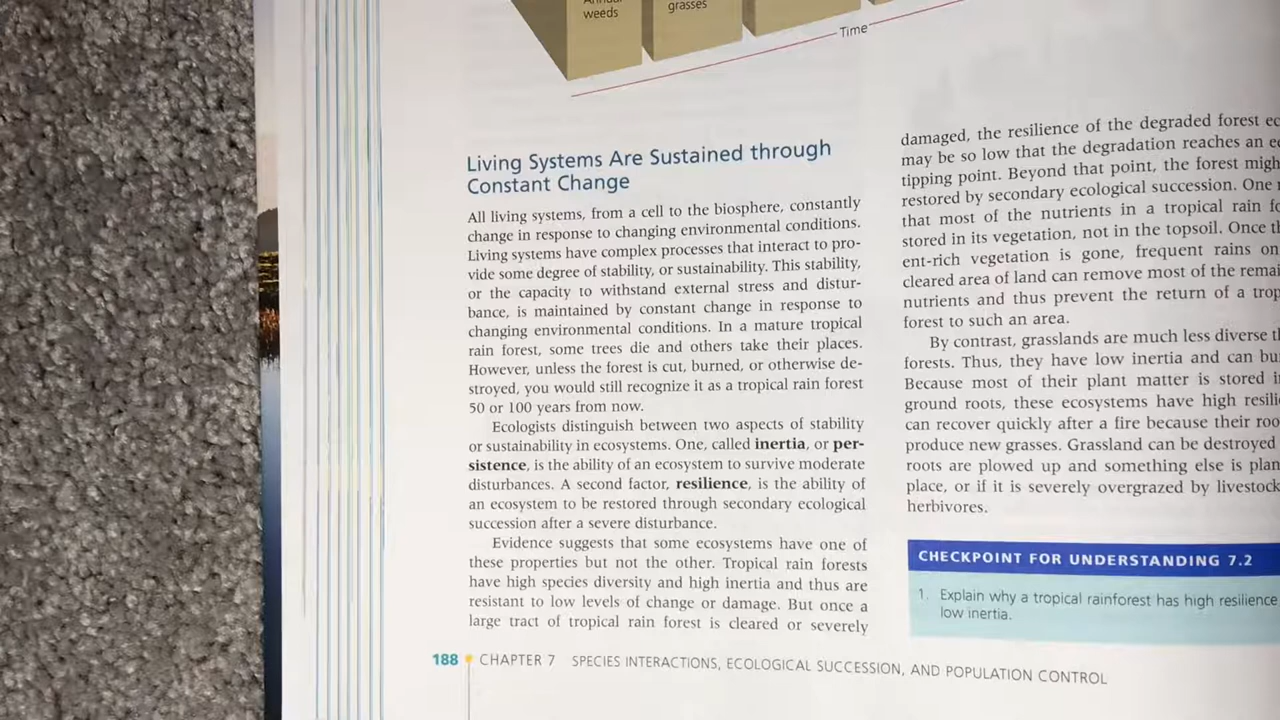 weeds
grasses
Time
Living Systems Are Sustained through
Constant Change
All living systems, from a cell to the biosphere, constantly
change in response to changing environmental conditions.
Living systems have complex processes that interact to pro-
vide some degree of stability, or sustainability. This stability,
or the capacity to withstand external stress and distur-
bance, is maintained by constant change in response to
changing environmental conditions. In a mature tropical
rain forest, some trees die and others take their places.
However, unless the forest is cut, burned, or otherwise de-
stroyed, you would still recognize it as a tropical rain forest
50 or 100 years from now.
Ecologists distinguish between two aspects of stability
or sustainability in ecosystems. One, called inertia, or per-
sistence, is the ability of an ecosystem to survive moderate
disturbances. A second factor, resilience, is the ability of
an ecosystem to be restored through secondary ecological
succession after a severe disturbance.
Evidence suggests that some ecosystems have one of
these properties but not the other. Tropical rain forests
have high species diversity and high inertia and thus are
resistant to low levels of change or damage. But once a
large tract of tropical rain forest is cleared or severely
damaged, the resilience of the degraded forest
may be so low that the degradation reaches an
tipping point. Beyond that point, the forest
restored by secondary ecological succession. One
that most of the nutrients in a tropical rain
stored in its vegetation, not in the topsoil. Once
ent-rich vegetation is gone, frequent rains on
cleared area of land can remove most of the
nutrients and thus prevent the return of a
forest to such an area.
By contrast, grasslands are much less diverse
forests. Thus, they have low inertia and can
Because most of their plant matter is stored
ground roots, these ecosystems have high
can recover quickly after a fire because their
produce new grasses. Grassland can be destroyed
roots are plowed up and something else is
place, or if it is severely overgrazed by livestock
herbivores.
CHECKPOINT FOR UNDERSTANDING 7.2
1. Explain why a tropical rainforest has high resilience
low inertia.
188 CHAPTER 7 SPECIES INTERACTIONS, ECOLOGICAL SUCCESSION, AND POPULATION CONTROL